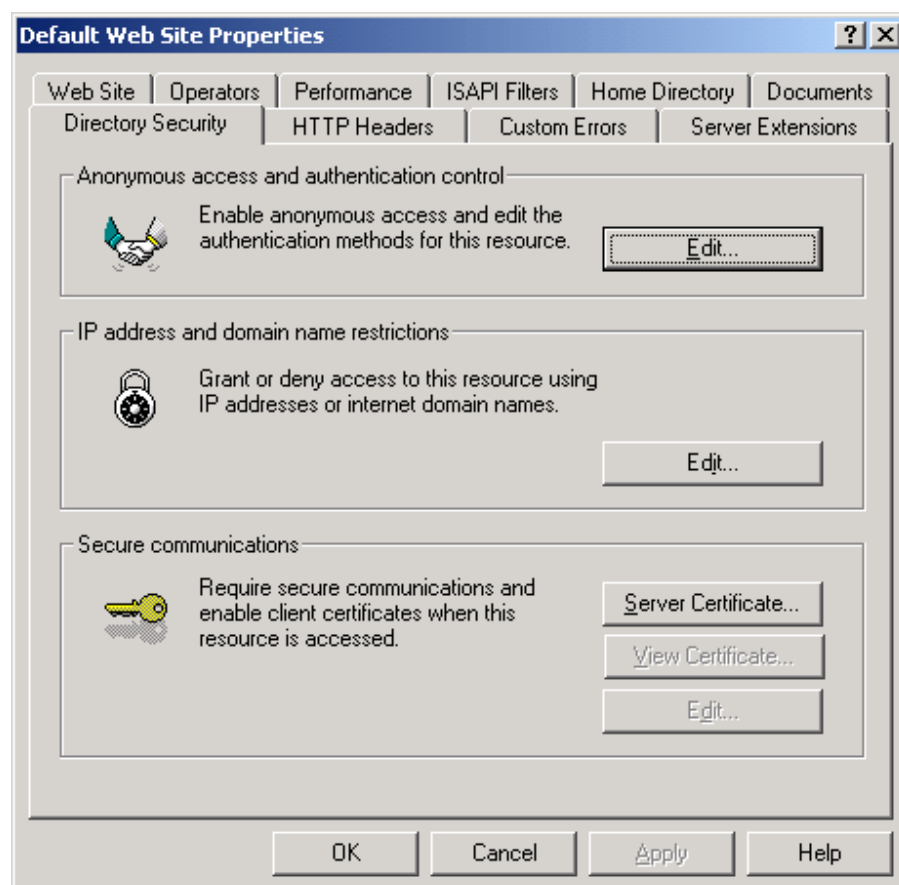 Default Web Site Properties
?
Web Site
Operators
Performance
ISAPI Filters
Home Directory
Documents
Directory Security
HTTP Headers
Custom Errors
Server Extensions
Anonymous access and authentication control
Enable anonymous access and edit the
authentication methods for this resource.
Edit...
IP address and domain name restrictions
Grant or deny access to this resource using
IP addresses or internet domain names.
Edit...
Secure communications
Require secure communications and
enable client certificates when this
resource is accessed.
Server Certificate...
View Certificate...
Edit...
OK
Cancel
Apply
Help